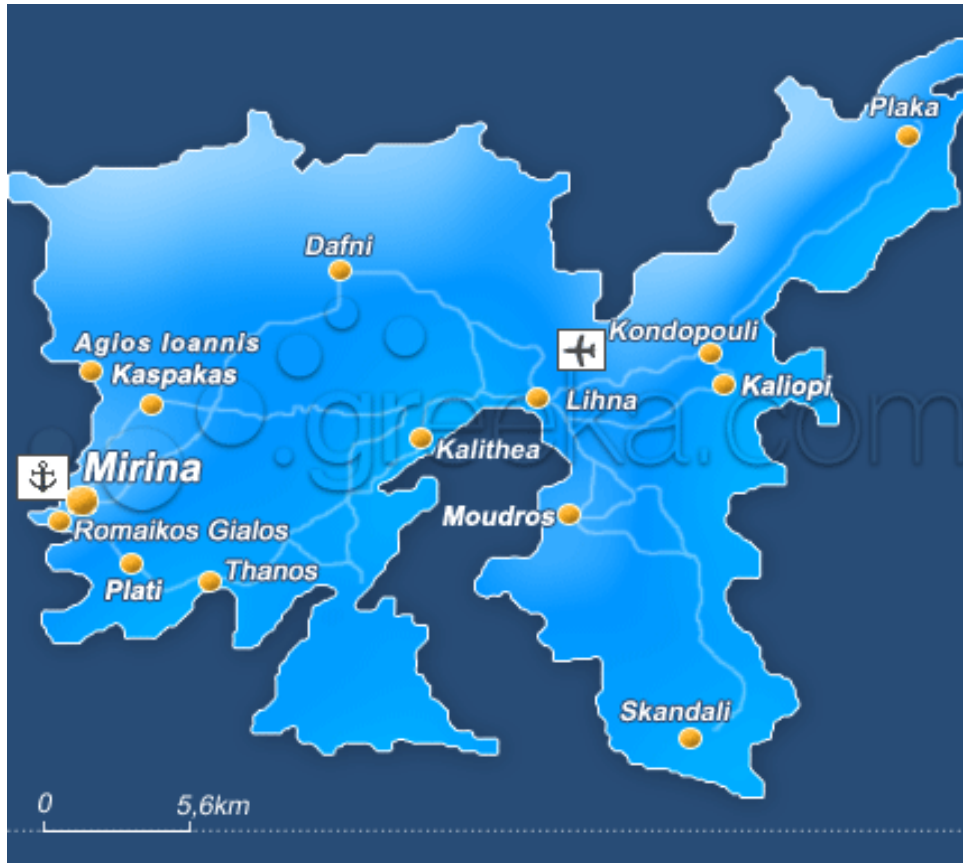 Plaka
Dafni
Kondopouli
Agios Ioannis
Kaspakas
Kaliopi
Lihna
.greeka.com
Kalithea
Mirina
Moudros
Romaikos Gialos
Thanos
Plati
Skandali
0 5,6km